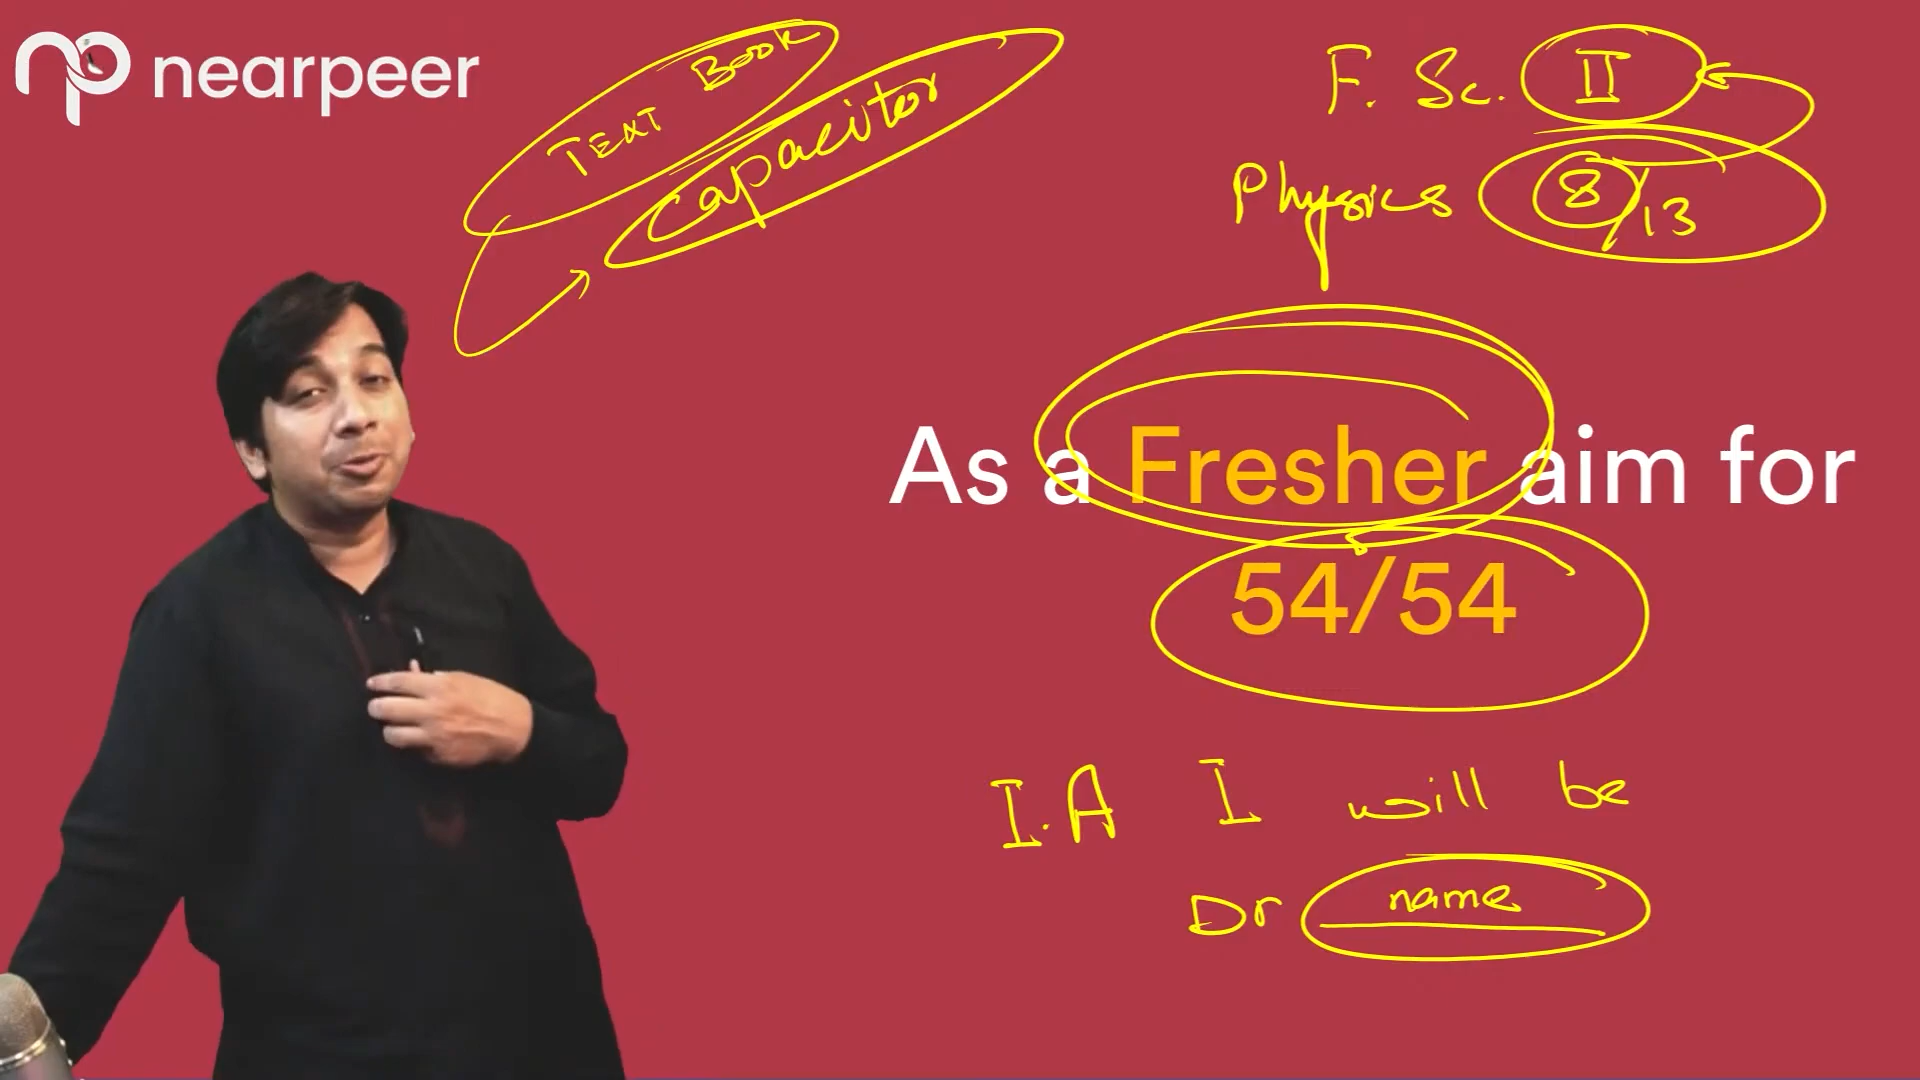 nearpeer
TEXT BOOK
capacitor
F. Sc. II
Physics 8/13
As a Fresher aim for
54/54
I.A I will be
Dr name